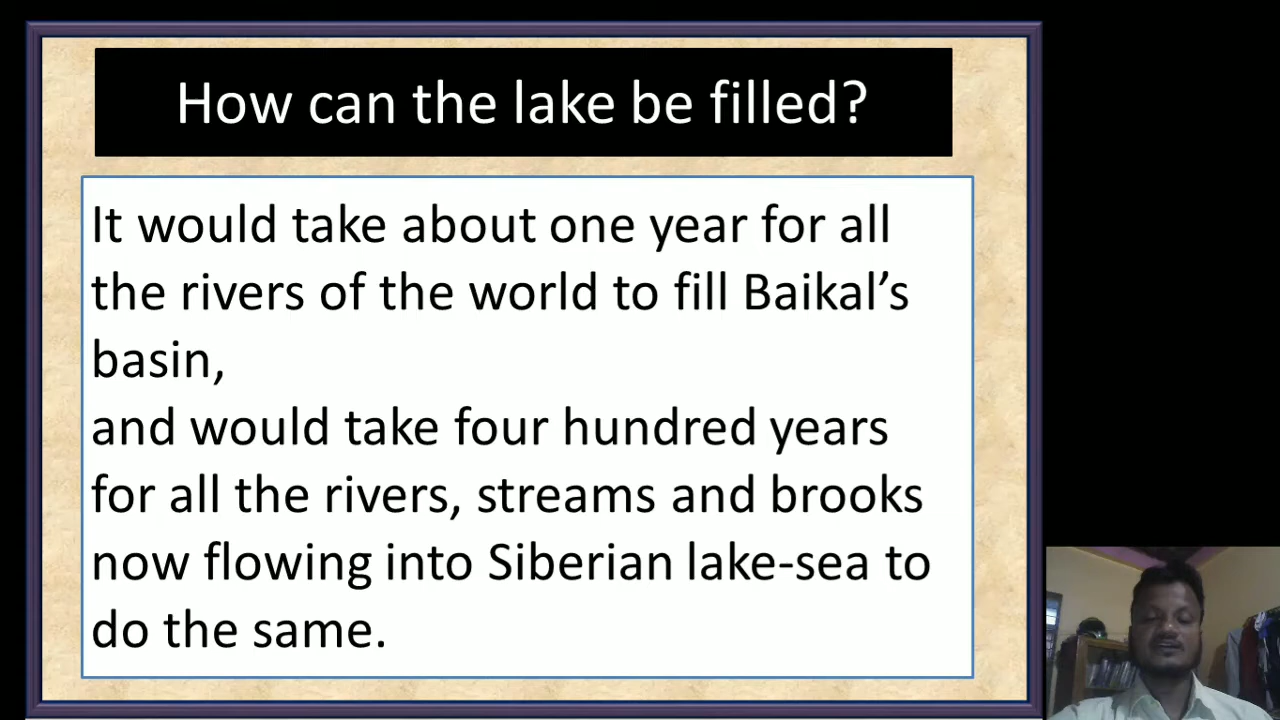 How can the lake be filled?
It would take about one year for all
the rivers of the world to fill Baikal’s
basin,
and would take four hundred years
for all the rivers, streams and brooks
now flowing into Siberian lake-sea to
do the same.